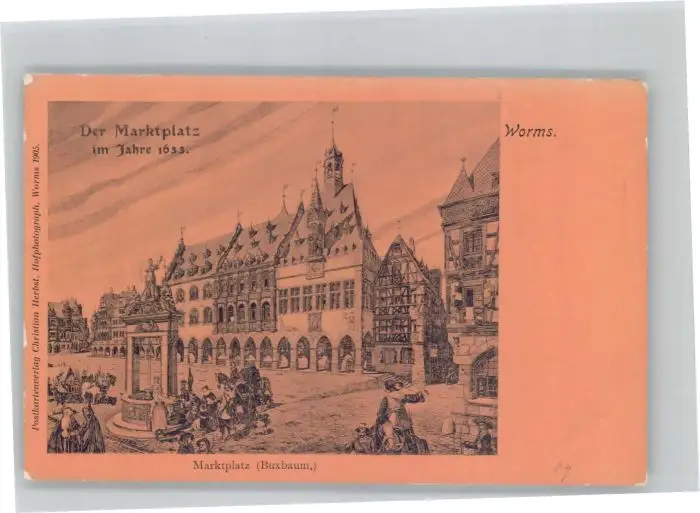 Der Marktplatz
im Jahre 1633.
Worms.
Postkartenverlag Christian Herbst, Hofphotograph, Worms 1905.
Marktplatz (Buxbaum.)